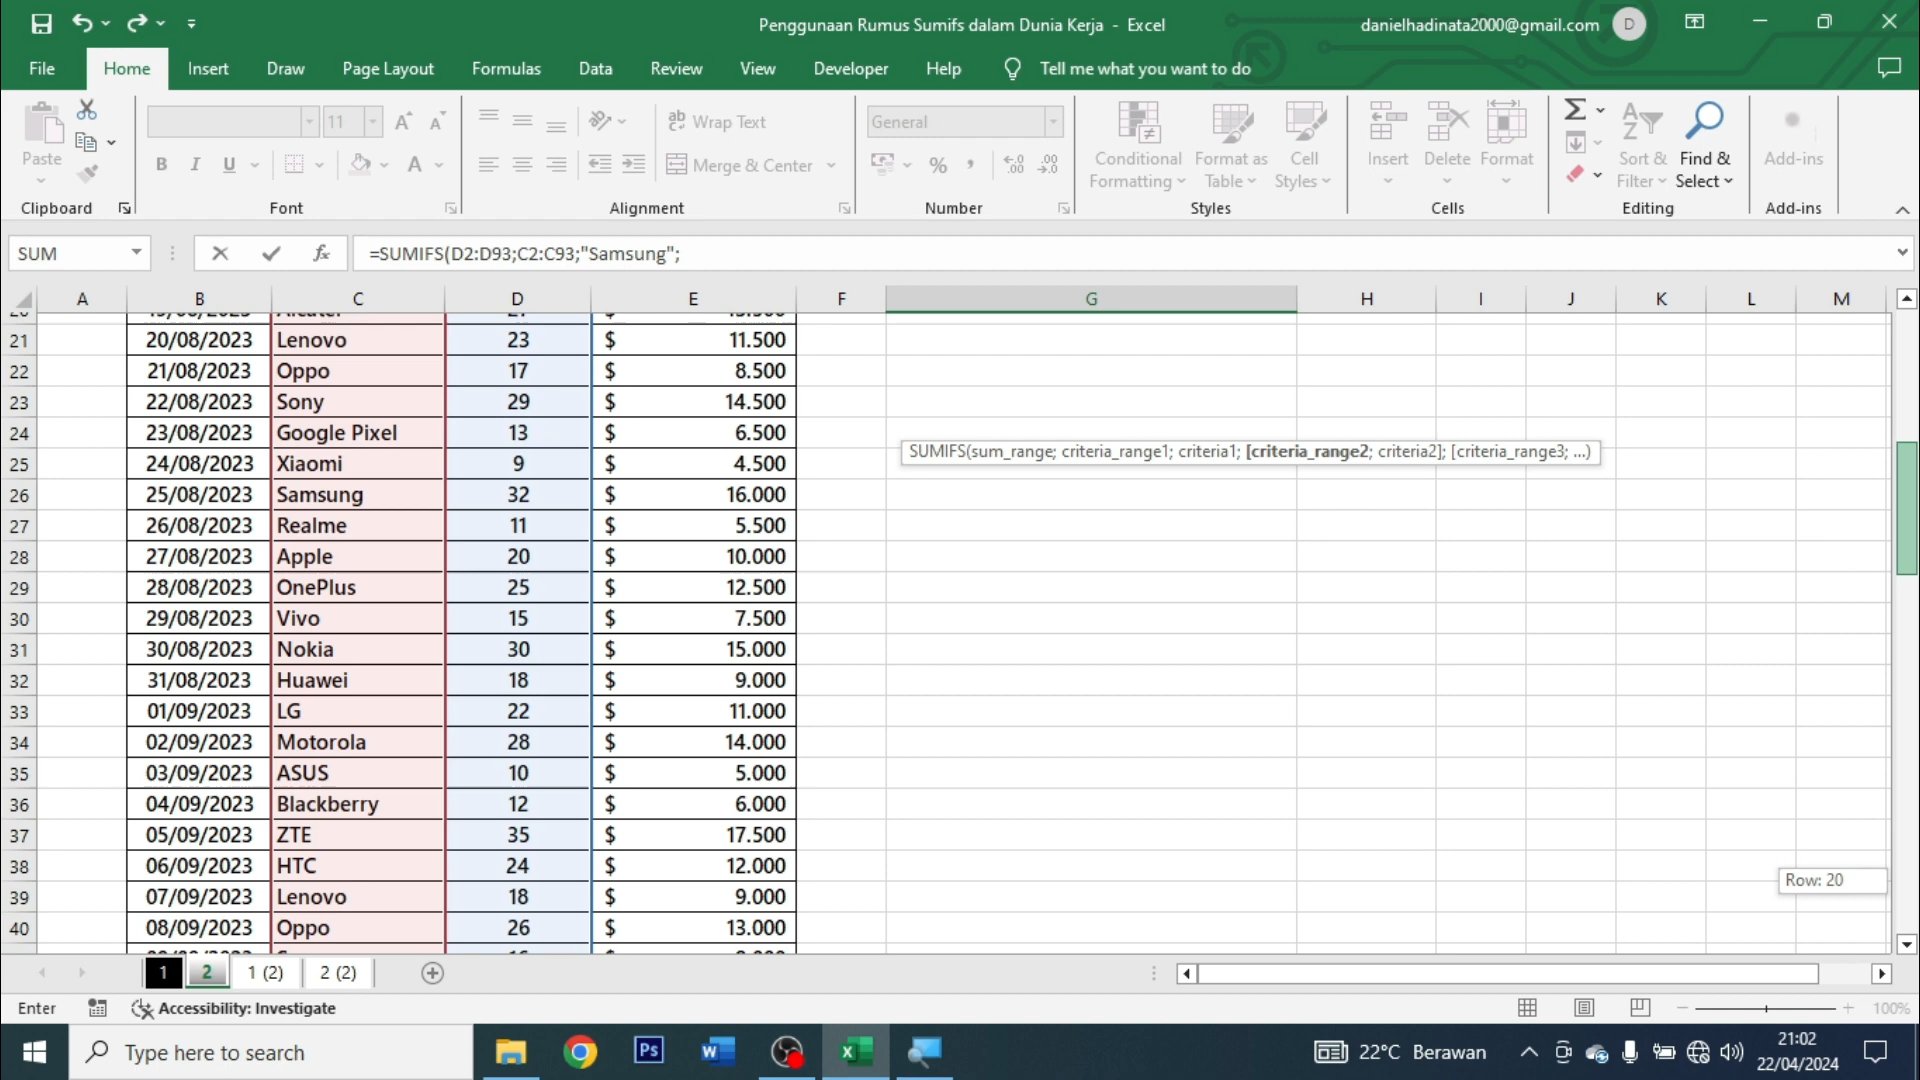 Penggunaan Rumus Sumifs dalam Dunia Kerja - Excel
danielhadinata2000@gmail.com D
File Home Insert Draw Page Layout Formulas Data Review View Developer Help Tell me what you want to do
Paste
Clipboard
11 A A
B I U A
Font
ab Wrap Text
Merge & Center
Alignment
General
% , .00 .00
Number
Conditional Formatting
Format as Table
Cell Styles
Styles
Insert Delete Format
Cells
Σ
Sort & Filter
Find & Select
Editing
Add-ins
Add-ins
SUM fx =SUMIFS(D2:D93;C2:C93;"Samsung";
A B C D E F G H I J K L M
21 20/08/2023 Lenovo 23 $ 11.500
22 21/08/2023 Oppo 17 $ 8.500
23 22/08/2023 Sony 29 $ 14.500
24 23/08/2023 Google Pixel 13 $ 6.500
SUMIFS(sum_range; criteria_range1; criteria1; [criteria_range2; criteria2]; [criteria_range3; ...)
25 24/08/2023 Xiaomi 9 $ 4.500
26 25/08/2023 Samsung 32 $ 16.000
27 26/08/2023 Realme 11 $ 5.500
28 27/08/2023 Apple 20 $ 10.000
29 28/08/2023 OnePlus 25 $ 12.500
30 29/08/2023 Vivo 15 $ 7.500
31 30/08/2023 Nokia 30 $ 15.000
32 31/08/2023 Huawei 18 $ 9.000
33 01/09/2023 LG 22 $ 11.000
34 02/09/2023 Motorola 28 $ 14.000
35 03/09/2023 ASUS 10 $ 5.000
36 04/09/2023 Blackberry 12 $ 6.000
37 05/09/2023 ZTE 35 $ 17.500
38 06/09/2023 HTC 24 $ 12.000
Row: 20
39 07/09/2023 Lenovo 18 $ 9.000
40 08/09/2023 Oppo 26 $ 13.000
1 2 1 (2) 2 (2)
Enter Accessibility: Investigate 100%
Type here to search
Ps
22°C Berawan
21:02
22/04/2024